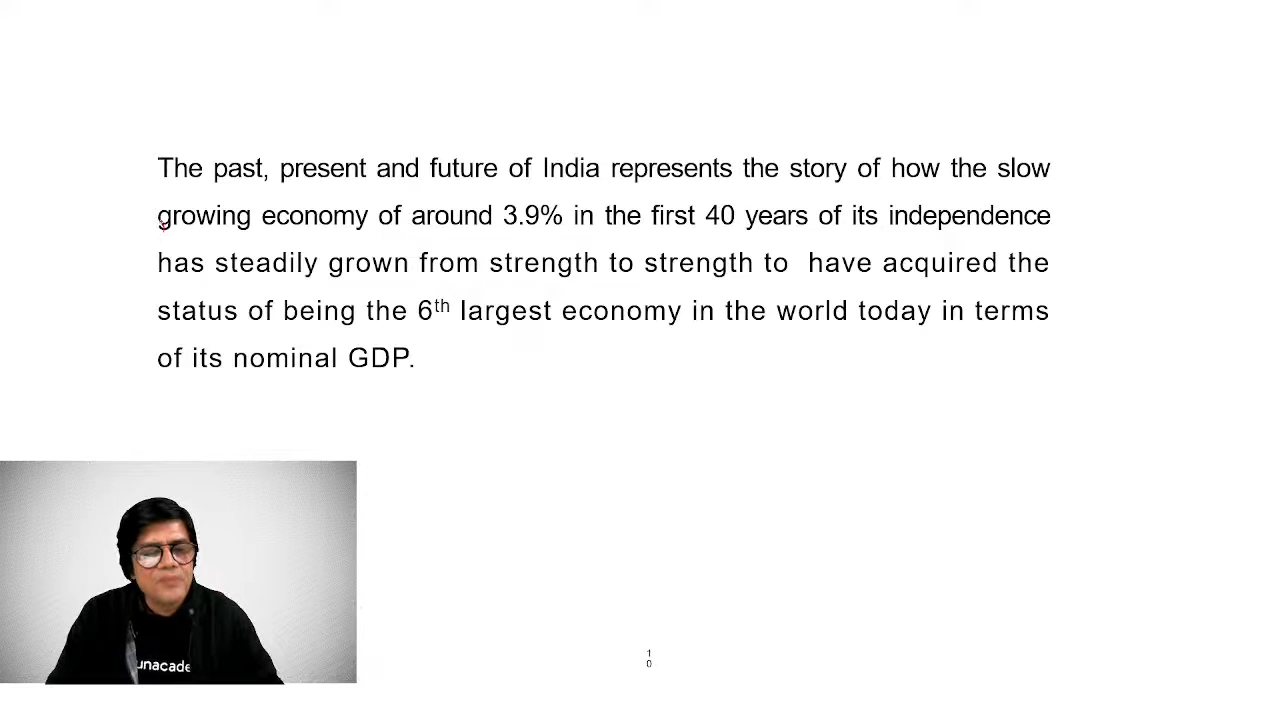 The past, present and future of India represents the story of how the slow
growing economy of around 3.9% in the first 40 years of its independence
has steadily grown from strength to strength to have acquired the
status of being the 6th largest economy in the world today in terms
of its nominal GDP.
unacade
1
0